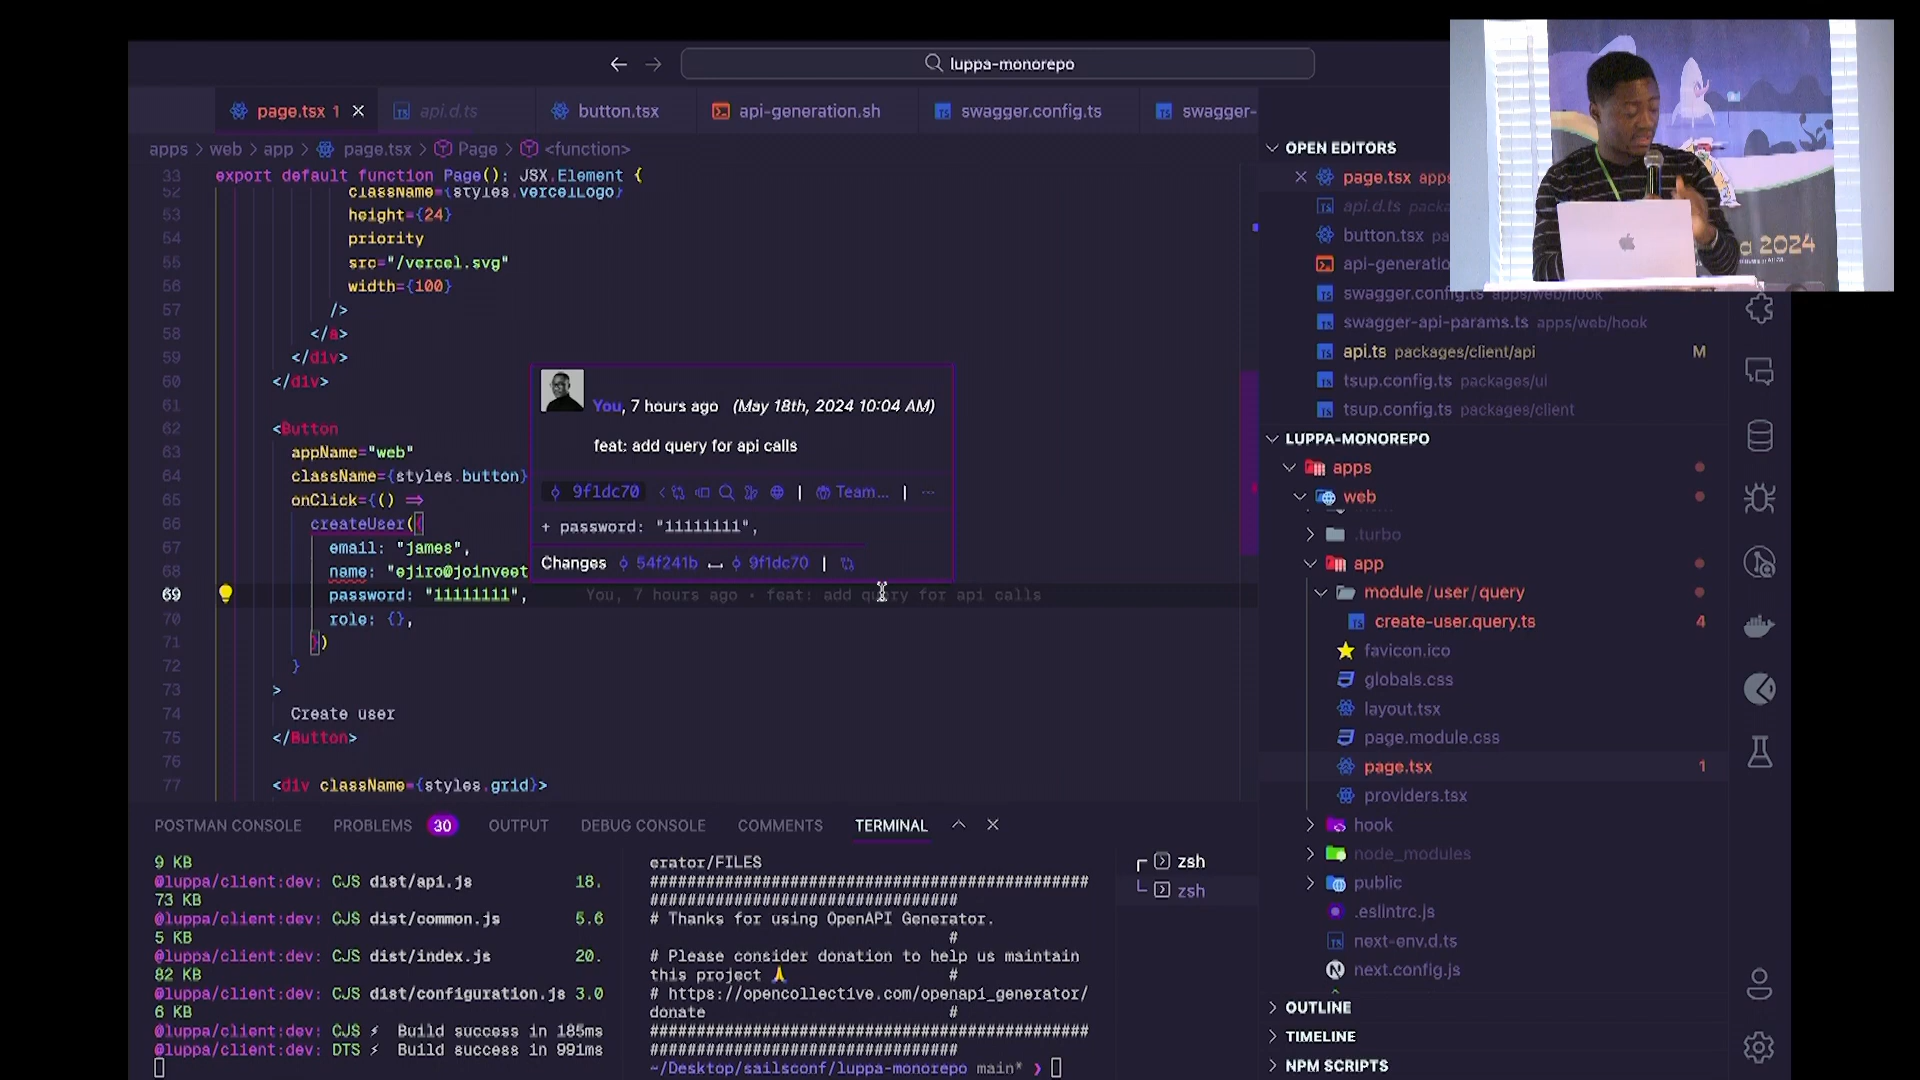 luppa-monorepo
page.tsx 1
api.d.ts
button.tsx
api-generation.sh
swagger.config.ts
swagger-
apps > web > app > page.tsx > Page > <function>
33 export default function Page(): JSX.Element {
52 className={styles.vercelLogo}
53 height={24}
54 priority
55 src="/vercel.svg"
56 width={100}
57 />
58 </a>
59 </div>
60 </div>
61
62 <Button
63 appName="web"
64 className={styles.button}
65 onClick={() =>
66 createUser({
67 email: "james",
68 name: "ejiro@joinveet
69 password: "11111111", You, 7 hours ago • feat: add query for api calls
70 role: {},
71 })
72 }
73 >
74 Create user
75 </Button>
76
77 <div className={styles.grid}>
You, 7 hours ago (May 18th, 2024 10:04 AM)
feat: add query for api calls
9f1dc70 | Team... | ...
+ password: "11111111",
Changes 54f241b 9f1dc70 |
POSTMAN CONSOLE
PROBLEMS 30
OUTPUT
DEBUG CONSOLE
COMMENTS
TERMINAL
9 KB
@luppa/client:dev: CJS dist/api.js 18.
73 KB
@luppa/client:dev: CJS dist/common.js 5.6
5 KB
@luppa/client:dev: CJS dist/index.js 20.
82 KB
@luppa/client:dev: CJS dist/configuration.js 3.0
6 KB
@luppa/client:dev: CJS ⚡ Build success in 185ms
@luppa/client:dev: DTS ⚡ Build success in 991ms
erator/FILES
################################################
##################################
# Thanks for using OpenAPI Generator.
#
# Please consider donation to help us maintain
this project 🙏 #
# https://opencollective.com/openapi_generator/
donate #
################################################
##################################
~/Desktop/sailsconf/luppa-monorepo main* ❯
zsh
zsh
OPEN EDITORS
page.tsx apps
api.d.ts pack
button.tsx pa
api-generatio
swagger.config.ts apps/web/hook
swagger-api-params.ts apps/web/hook
api.ts packages/client/api M
tsup.config.ts packages/ui
tsup.config.ts packages/client
LUPPA-MONOREPO
apps
web
.turbo
app
module/user/query
create-user.query.ts 4
favicon.ico
globals.css
layout.tsx
page.module.css
page.tsx 1
providers.tsx
hook
node_modules
public
.eslintrc.js
next-env.d.ts
next.config.js
OUTLINE
TIMELINE
NPM SCRIPTS
2024